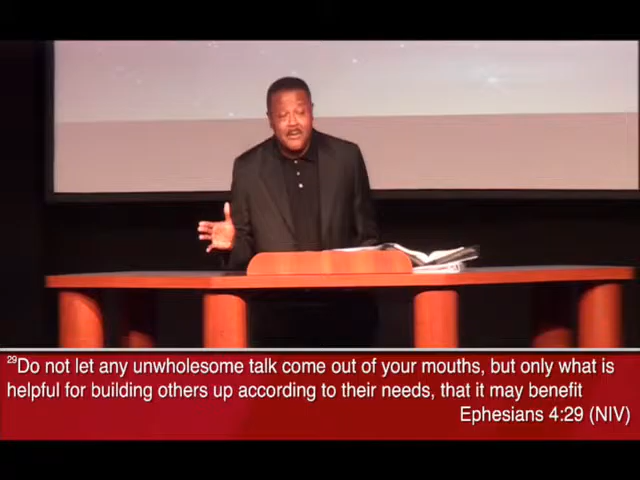 29Do not let any unwholesome talk come out of your mouths, but only what is
helpful for building others up according to their needs, that it may benefit
Ephesians 4:29 (NIV)